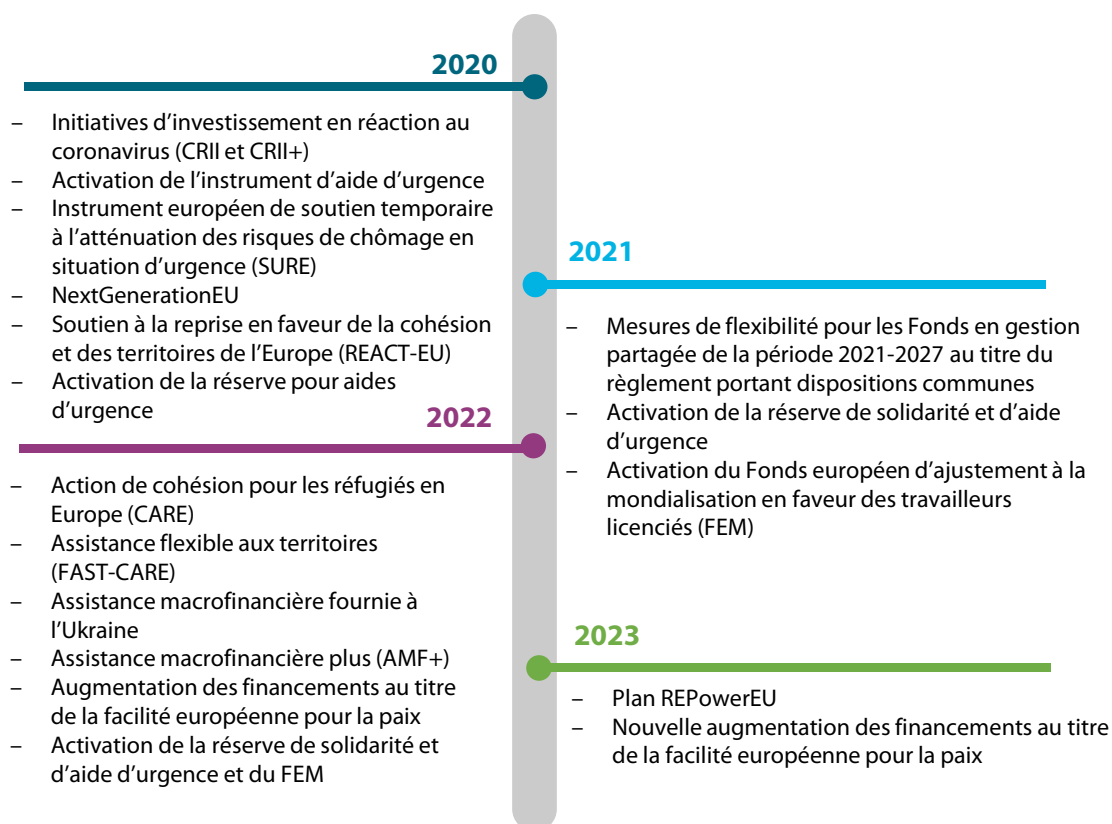 2020
– Initiatives d’investissement en réaction au
coronavirus (CRII et CRII+)
– Activation de l’instrument d’aide d’urgence
– Instrument européen de soutien temporaire
à l’atténuation des risques de chômage en
situation d’urgence (SURE)
– NextGenerationEU
– Soutien à la reprise en faveur de la cohésion
et des territoires de l’Europe (REACT-EU)
– Activation de la réserve pour aides
d’urgence
2021
– Mesures de flexibilité pour les Fonds en gestion
partagée de la période 2021-2027 au titre du
règlement portant dispositions communes
– Activation de la réserve de solidarité et d’aide
d’urgence
– Activation du Fonds européen d’ajustement à la
mondialisation en faveur des travailleurs
licenciés (FEM)
2022
– Action de cohésion pour les réfugiés en
Europe (CARE)
– Assistance flexible aux territoires
(FAST-CARE)
– Assistance macrofinancière fournie à
l’Ukraine
– Assistance macrofinancière plus (AMF+)
– Augmentation des financements au titre
de la facilité européenne pour la paix
– Activation de la réserve de solidarité et
d’aide d’urgence et du FEM
2023
– Plan REPowerEU
– Nouvelle augmentation des financements au titre
de la facilité européenne pour la paix